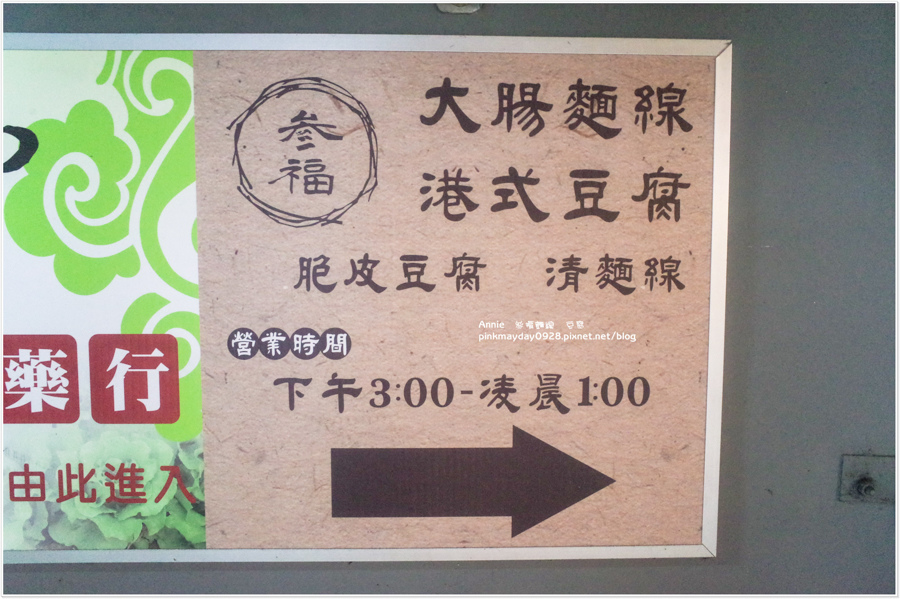 叁福
大腸麵線
港式豆腐
脆皮豆腐 清麵線
營業時間
下午3:00-凌晨1:00
藥行
由此進入
Annie
pinkmayday0928.pixnet.net/blog